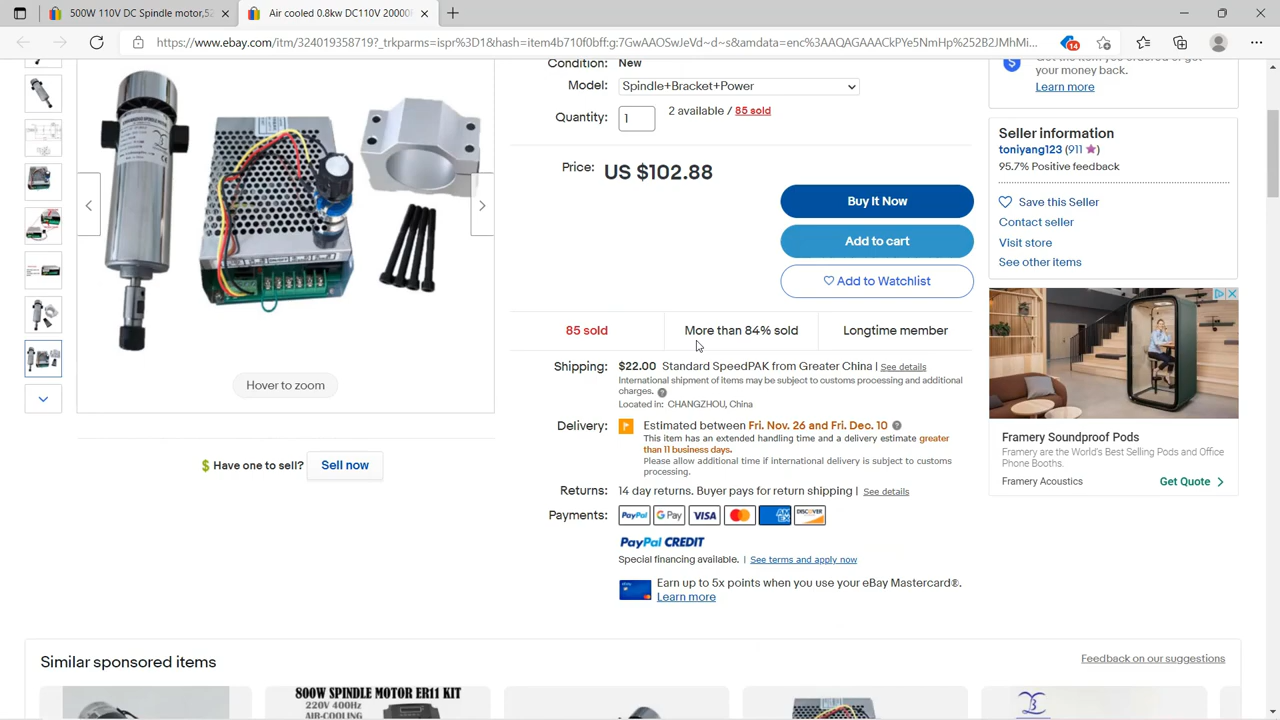 500W 110V DC Spindle motor,52
Air cooled 0.8kw DC110V 20000
https://www.ebay.com/itm/324019358719?_trkparms=ispr%3D1&hash=item4b710f0bff:g:7GwAAOSwJeVd~d~s&amdata=enc%3AAQAGAAACkPYe5NmHp%252B2JMhMi...
14
Condition: New
Model: Spindle+Bracket+Power
Quantity: 1 2 available / 85 sold
Price: US $102.88
Buy It Now
Add to cart
Add to Watchlist
85 sold More than 84% sold Longtime member
Shipping: $22.00 Standard SpeedPAK from Greater China | See details
International shipment of items may be subject to customs processing and additional
charges.
Located in: CHANGZHOU, China
Delivery: Estimated between Fri. Nov. 26 and Fri. Dec. 10
This item has an extended handling time and a delivery estimate greater
than 11 business days.
Please allow additional time if international delivery is subject to customs
processing.
Returns: 14 day returns. Buyer pays for return shipping | See details
Payments: PayPal G Pay VISA MasterCard AMEX DISCOVER
PayPal CREDIT
Special financing available. | See terms and apply now
Earn up to 5x points when you use your eBay Mastercard®.
Learn more
Hover to zoom
Have one to sell? Sell now
your money back.
Learn more
Seller information
toniyang123 (911)
95.7% Positive feedback
Save this Seller
Contact seller
Visit store
See other items
Framery Soundproof Pods
Framery are the World's Best Selling Pods and Office
Phone Booths.
Framery Acoustics Get Quote
Similar sponsored items
Feedback on our suggestions
800W SPINDLE MOTOR ER11 KIT
220V 400Hz
AIR-COOLING